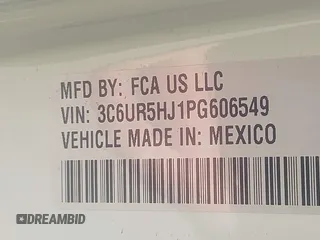 MFD BY: FCA US LLC
VIN: 3C6UR5HJ1PG606549
VEHICLE MADE IN: MEXICO
DREAMBID